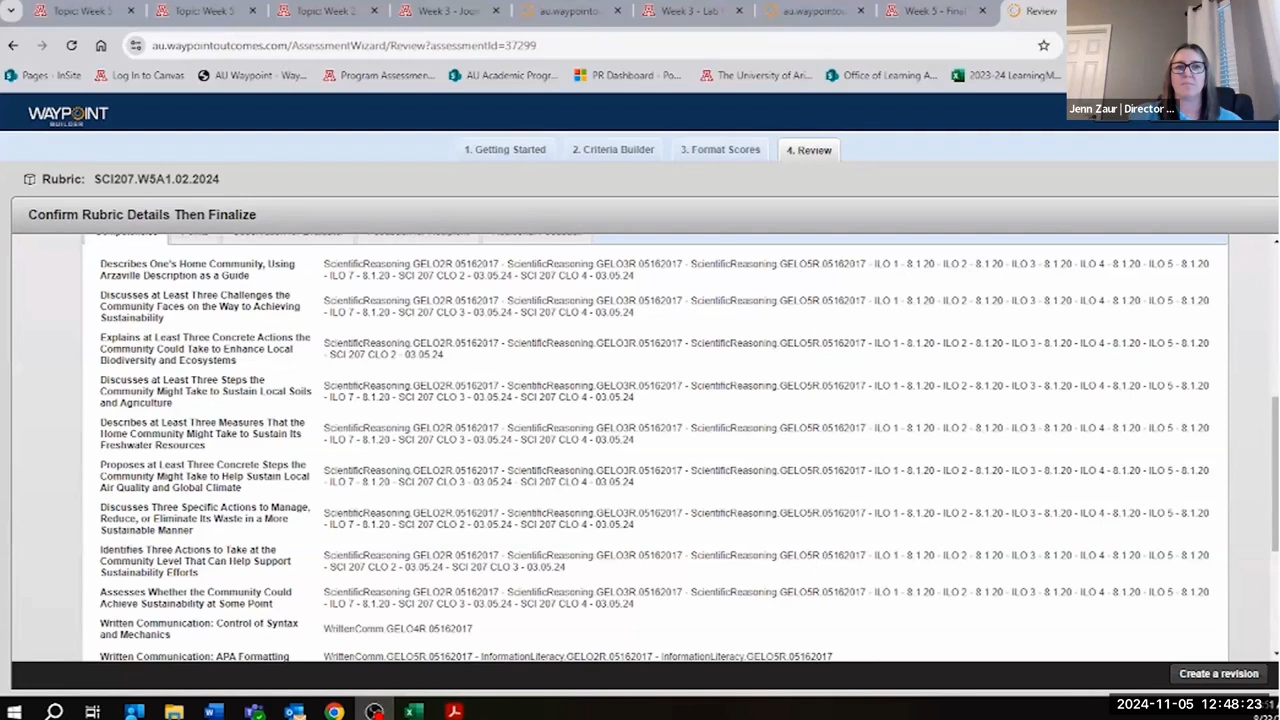 Topic: Week 5
Topic: Week 5
Topic: Week 2
Week 3 - Jour
au.waypointo
Week 3 - Lab
au.waypointo
Week 5 - Final
Review
au.waypointoutcomes.com/AssessmentWizard/Review?assessmentId=37299
Pages - InSite
Log In to Canvas
AU Waypoint - Way...
Program Assessmen...
AU Academic Prog...
PR Dashboard - Po...
The University of Ari...
Office of Learning A...
2023-24 LearningM...
Jenn Zaur | Director ...
WAYPOINT
BUILDER
1. Getting Started
2. Criteria Builder
3. Format Scores
4. Review
Rubric: SCI207.W5A1.02.2024
Confirm Rubric Details Then Finalize
Describes One's Home Community, Using
Arzaville Description as a Guide
ScientificReasoning.GELO2R.05162017 - ScientificReasoning.GELO3R.05162017 - ScientificReasoning.GELO5R.05162017 - ILO 1 - 8.1.20 - ILO 2 - 8.1.20 - ILO 3 - 8.1.20 - ILO 4 - 8.1.20 - ILO 5 - 8.1.20
- ILO 7 - 8.1.20 - SCI 207 CLO 2 - 03.05.24 - SCI 207 CLO 4 - 03.05.24
Discusses at Least Three Challenges the
Community Faces on the Way to Achieving
Sustainability
ScientificReasoning.GELO2R.05162017 - ScientificReasoning.GELO3R.05162017 - ScientificReasoning.GELO5R.05162017 - ILO 1 - 8.1.20 - ILO 2 - 8.1.20 - ILO 3 - 8.1.20 - ILO 4 - 8.1.20 - ILO 5 - 8.1.20
- ILO 7 - 8.1.20 - SCI 207 CLO 3 - 03.05.24 - SCI 207 CLO 4 - 03.05.24
Explains at Least Three Concrete Actions the
Community Could Take to Enhance Local
Biodiversity and Ecosystems
ScientificReasoning.GELO2R.05162017 - ScientificReasoning.GELO3R.05162017 - ScientificReasoning.GELO5R.05162017 - ILO 1 - 8.1.20 - ILO 2 - 8.1.20 - ILO 3 - 8.1.20 - ILO 4 - 8.1.20 - ILO 5 - 8.1.20
- SCI 207 CLO 2 - 03.05.24
Discusses at Least Three Steps the
Community Might Take to Sustain Local Soils
and Agriculture
ScientificReasoning.GELO2R.05162017 - ScientificReasoning.GELO3R.05162017 - ScientificReasoning.GELO5R.05162017 - ILO 1 - 8.1.20 - ILO 2 - 8.1.20 - ILO 3 - 8.1.20 - ILO 4 - 8.1.20 - ILO 5 - 8.1.20
- ILO 7 - 8.1.20 - SCI 207 CLO 3 - 03.05.24 - SCI 207 CLO 4 - 03.05.24
Describes at Least Three Measures That the
Home Community Might Take to Sustain Its
Freshwater Resources
ScientificReasoning.GELO2R.05162017 - ScientificReasoning.GELO3R.05162017 - ScientificReasoning.GELO5R.05162017 - ILO 1 - 8.1.20 - ILO 2 - 8.1.20 - ILO 3 - 8.1.20 - ILO 4 - 8.1.20 - ILO 5 - 8.1.20
- ILO 7 - 8.1.20 - SCI 207 CLO 3 - 03.05.24 - SCI 207 CLO 4 - 03.05.24
Proposes at Least Three Concrete Steps the
Community Might Take to Help Sustain Local
Air Quality and Global Climate
ScientificReasoning.GELO2R.05162017 - ScientificReasoning.GELO3R.05162017 - ScientificReasoning.GELO5R.05162017 - ILO 1 - 8.1.20 - ILO 2 - 8.1.20 - ILO 3 - 8.1.20 - ILO 4 - 8.1.20 - ILO 5 - 8.1.20
- ILO 7 - 8.1.20 - SCI 207 CLO 3 - 03.05.24 - SCI 207 CLO 4 - 03.05.24
Discusses Three Specific Actions to Manage,
Reduce, or Eliminate Its Waste in a More
Sustainable Manner
ScientificReasoning.GELO2R.05162017 - ScientificReasoning.GELO3R.05162017 - ScientificReasoning.GELO5R.05162017 - ILO 1 - 8.1.20 - ILO 2 - 8.1.20 - ILO 3 - 8.1.20 - ILO 4 - 8.1.20 - ILO 5 - 8.1.20
- ILO 7 - 8.1.20 - SCI 207 CLO 2 - 03.05.24 - SCI 207 CLO 4 - 03.05.24
Identifies Three Actions to Take at the
Community Level That Can Help Support
Sustainability Efforts
ScientificReasoning.GELO2R.05162017 - ScientificReasoning.GELO3R.05162017 - ScientificReasoning.GELO5R.05162017 - ILO 1 - 8.1.20 - ILO 2 - 8.1.20 - ILO 3 - 8.1.20 - ILO 4 - 8.1.20 - ILO 5 - 8.1.20
- SCI 207 CLO 2 - 03.05.24 - SCI 207 CLO 3 - 03.05.24
Assesses Whether the Community Could
Achieve Sustainability at Some Point
ScientificReasoning.GELO2R.05162017 - ScientificReasoning.GELO3R.05162017 - ScientificReasoning.GELO5R.05162017 - ILO 1 - 8.1.20 - ILO 2 - 8.1.20 - ILO 3 - 8.1.20 - ILO 4 - 8.1.20 - ILO 5 - 8.1.20
- ILO 7 - 8.1.20 - SCI 207 CLO 3 - 03.05.24 - SCI 207 CLO 4 - 03.05.24
Written Communication: Control of Syntax
and Mechanics
WrittenComm.GELO4R.05162017
Written Communication: APA Formatting
WrittenComm.GELO5R.05162017 - InformationLiteracy.GELO2R.05162017 - InformationLiteracy.GELO5R.05162017
Create a revision
2024-11-05 12:48:23